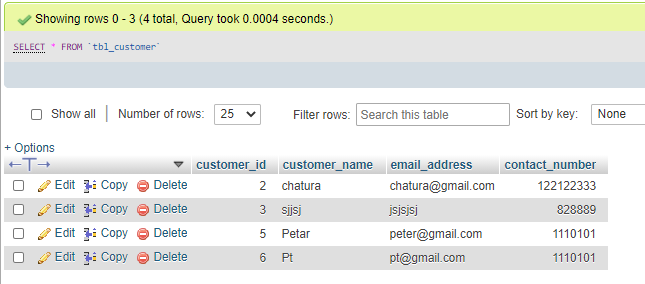 Showing rows 0 - 3 (4 total, Query took 0.0004 seconds.)
SELECT * FROM `tbl_customer`
Show all Number of rows: 25 Filter rows: Search this table Sort by key: None
+ Options
←T→ customer_id customer_name email_address contact_number
Edit Copy Delete 2 chatura chatura@gmail.com 122122333
Edit Copy Delete 3 sjjsj jsjsjsj 828889
Edit Copy Delete 5 Petar peter@gmail.com 1110101
Edit Copy Delete 6 Pt pt@gmail.com 1110101